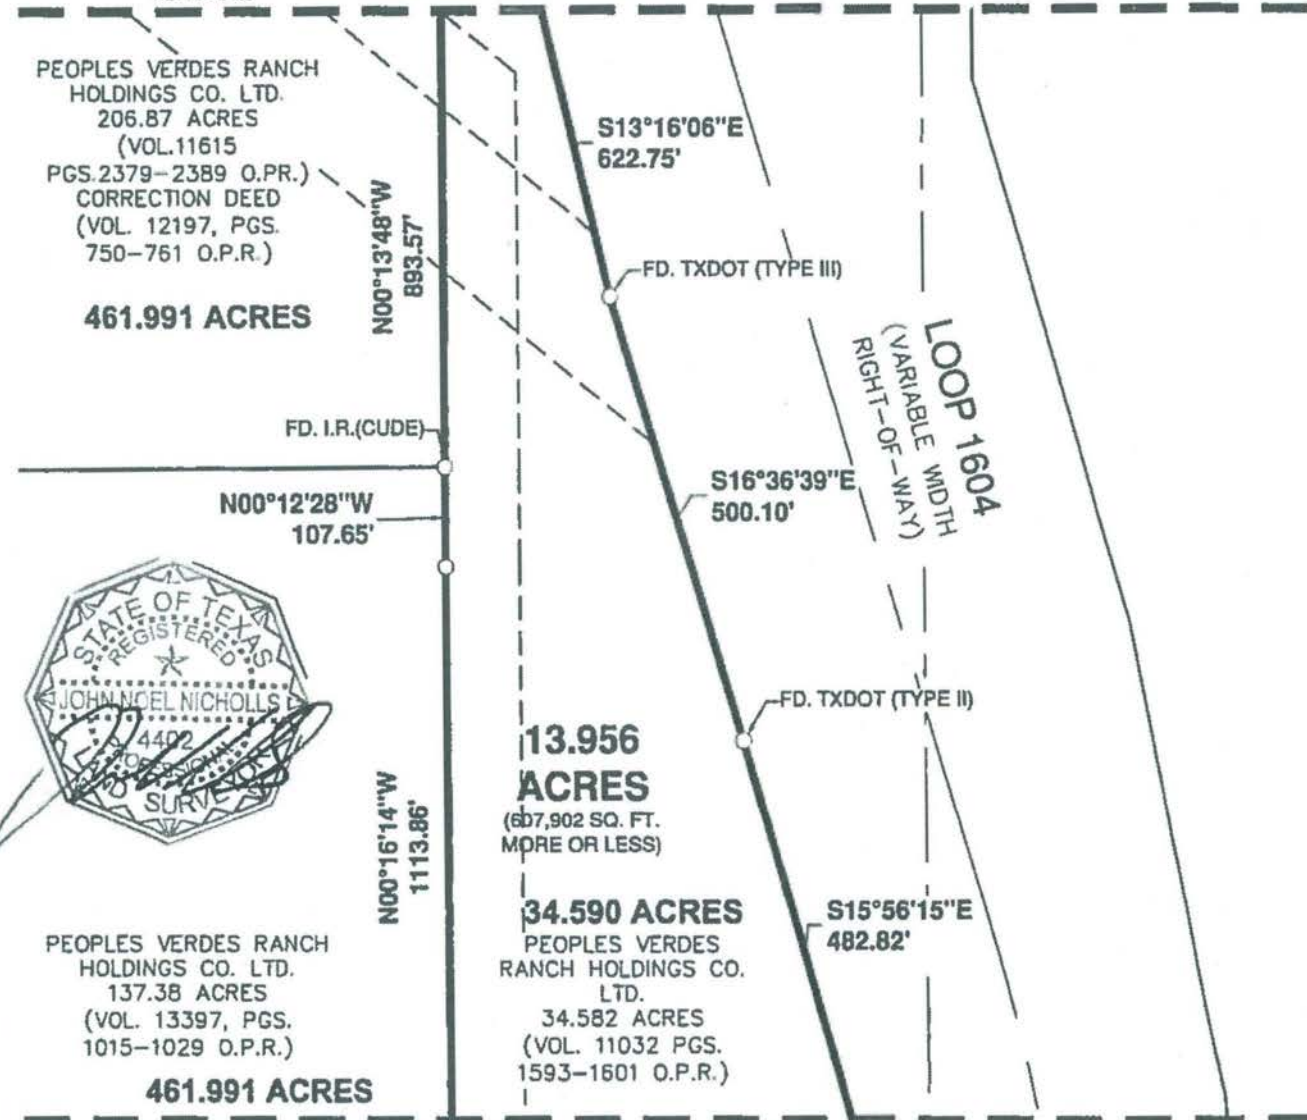 PEOPLES VERDES RANCH
HOLDINGS CO. LTD.
206.87 ACRES
(VOL.11615
PGS.2379-2389 O.PR.)
CORRECTION DEED
(VOL. 12197, PGS.
750-761 O.P.R.)
461.991 ACRES
N00°13'48"W
893.57'
S13°16'06"E
622.75'
FD. TXDOT (TYPE III)
LOOP 1604
(VARIABLE WIDTH
RIGHT-OF-WAY)
FD. I.R.(CUDE)
N00°12'28"W
107.65'
S16°36'39"E
500.10'
STATE OF TEXAS
REGISTERED
JOHN NOEL NICHOLLS
4402
PROFESSIONAL
SURVEYOR
FD. TXDOT (TYPE II)
13.956
ACRES
(607,902 SQ. FT.
MORE OR LESS)
N00°16'14"W
1113.86'
34.590 ACRES
PEOPLES VERDES
RANCH HOLDINGS CO.
LTD.
34.582 ACRES
(VOL. 11032 PGS.
1593-1601 O.P.R.)
S15°56'15"E
482.82'
PEOPLES VERDES RANCH
HOLDINGS CO. LTD.
137.38 ACRES
(VOL. 13397, PGS.
1015-1029 O.P.R.)
461.991 ACRES